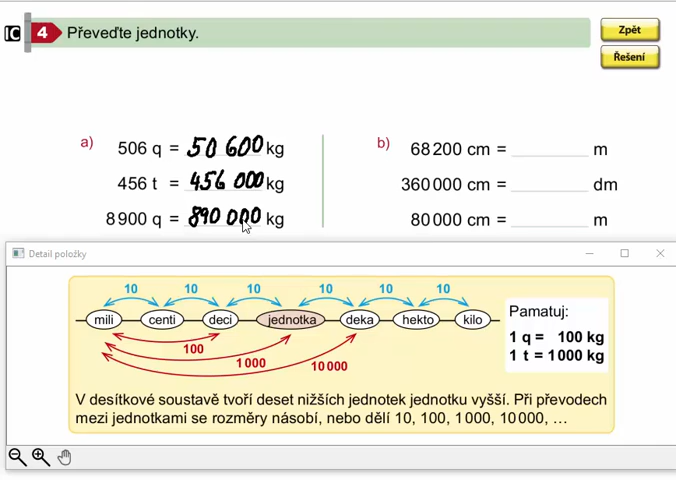 4 Převeďte jednotky.
Zpět
Řešení
a)
506 q = 50 600 kg
456 t = 456 000 kg
8 900 q = 890 000 kg
b)
68 200 cm = ________ m
360 000 cm = ________ dm
80 000 cm = ________ m
Detail položky
10 10 10 10 10 10
mili centi deci jednotka deka hekto kilo
100
1 000
10 000
Pamatuj:
1 q = 100 kg
1 t = 1 000 kg
V desítkové soustavě tvoří deset nižších jednotek jednotku vyšší. Při převodech
mezi jednotkami se rozměry násobí, nebo dělí 10, 100, 1 000, 10 000, …